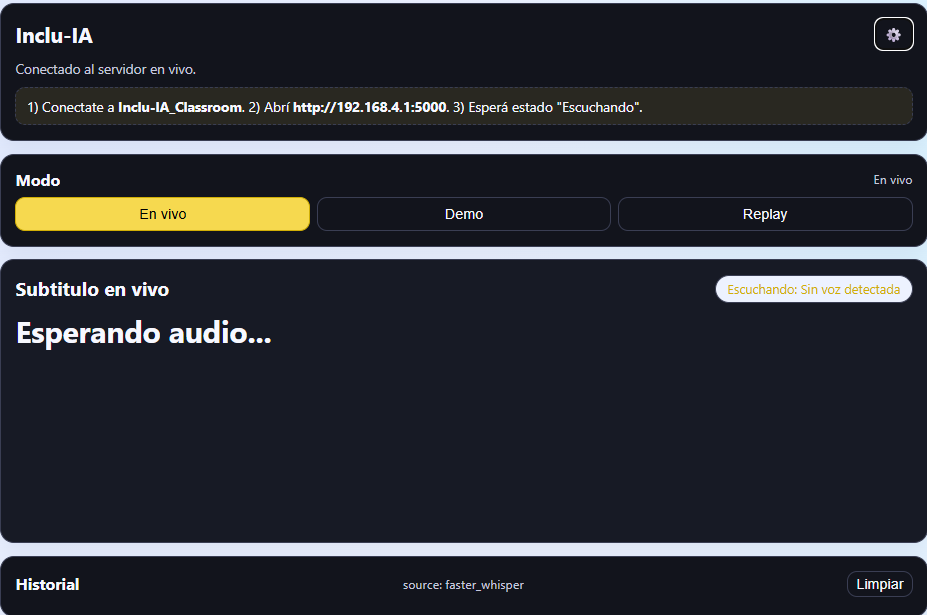 Inclu-IA
Conectado al servidor en vivo.
1) Conectate a Inclu-IA_Classroom. 2) Abrí http://192.168.4.1:5000. 3) Esperá estado "Escuchando".
Modo
En vivo
En vivo
Demo
Replay
Subtitulo en vivo
Escuchando: Sin voz detectada
Esperando audio...
Historial
source: faster_whisper
Limpiar